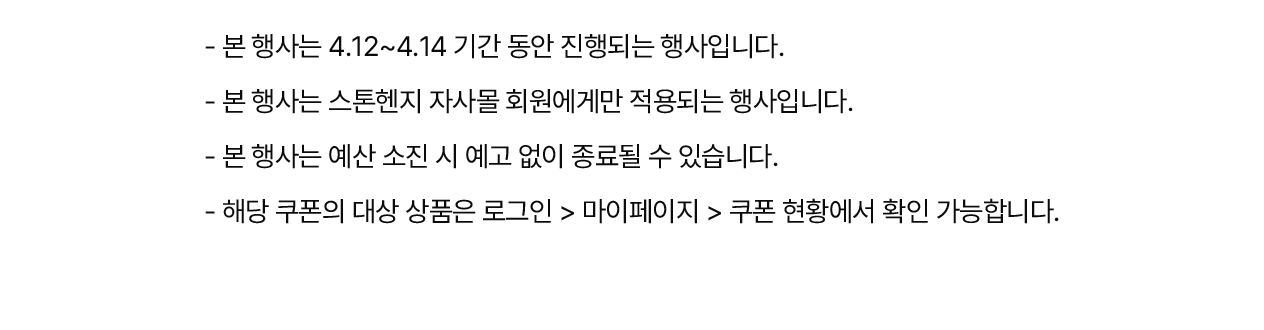 - 본 행사는 4.12~4.14 기간 동안 진행되는 행사입니다.
- 본 행사는 스톤헨지 자사몰 회원에게만 적용되는 행사입니다.
- 본 행사는 예산 소진 시 예고 없이 종료될 수 있습니다.
- 해당 쿠폰의 대상 상품은 로그인 > 마이페이지 > 쿠폰 현황에서 확인 가능합니다.